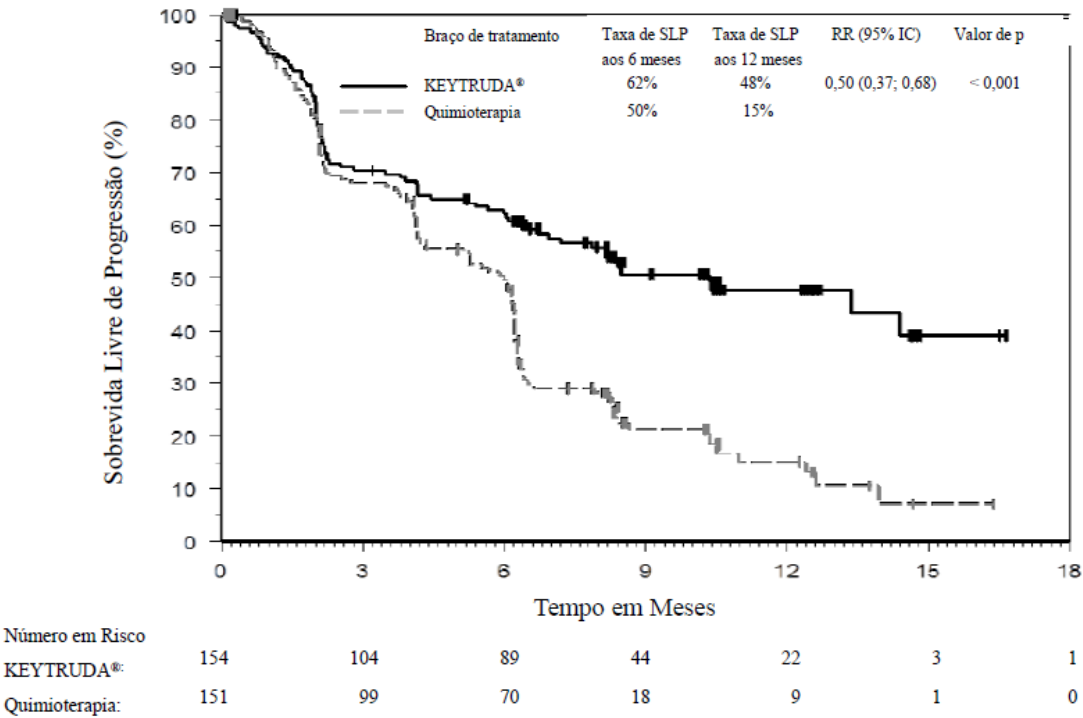 Braço de tratamento Taxa de SLP Taxa de SLP RR (95% IC) Valor de p
aos 6 meses aos 12 meses
KEYTRUDA® 62% 48% 0,50 (0,37; 0,68) < 0,001
Quimioterapia 50% 15%
Sobrevida Livre de Progressão (%)
100
90
80
70
60
50
40
30
20
10
0
0 3 6 9 12 15 18
Tempo em Meses
Número em Risco
KEYTRUDA®: 154 104 89 44 22 3 1
Quimioterapia: 151 99 70 18 9 1 0